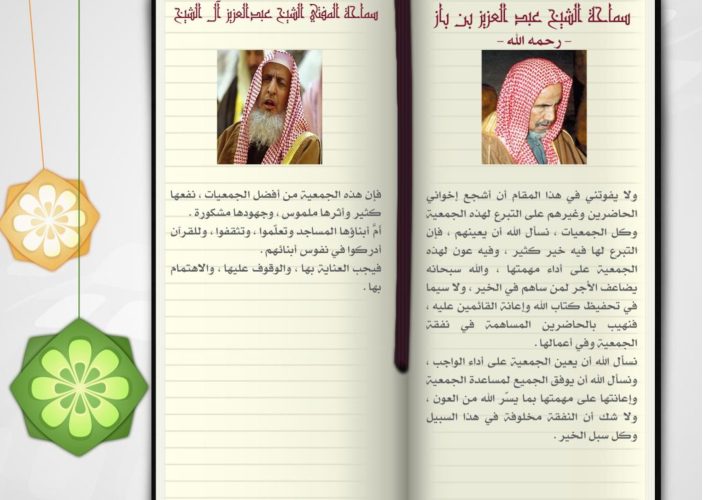 سماحة الشيخ عبد العزيز بن باز
- رحمه الله -
ولا يفوتني في هذا المقام أن أشجع إخواني
الحاضرين وغيرهم على التبرع لهذه الجمعية
وكل الجمعيات ، نسأل الله أن يعينهم ، فإن
التبرع لها فيه خير كثير ، وفيه عون لهذه
الجمعية على أداء مهمتها ، والله سبحانه
يضاعف الأجر لمن ساهم في الخير ، ولا سيما
في تحفيظ كتاب الله وإعانة القائمين عليه ،
فنهيب بالحاضرين المساهمة في نفقة
الجمعية وفي أعمالها .
نسأل الله أن يعين الجمعية على أداء الواجب ،
ونسأل الله أن يوفق الجميع لمساعدة الجمعية
وإعانتها على مهمتها بما يسّر الله من العون ،
ولا شك أن النفقة مخلوفة في هذا السبيل
وكل سبل الخير .
سماحة المفتي الشيخ عبدالعزيز آل الشيخ
فإن هذه الجمعية من أفضل الجمعيات ، نفعها
كثير وأثرها ملموس ، وجهودها مشكورة .
أمَّ أبناؤها المساجد وتعلّموا ، وتثقفوا ، وللقرآن
أدركوا في نفوس أبنائهم .
فيجب العناية بها ، والوقوف عليها ، والاهتمام
بها .